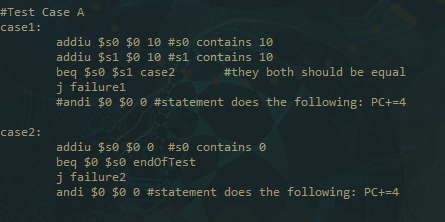 #Test Case A
case1:
addiu $s0 $0 10 #s0 contains 10
addiu $s1 $0 10 #s1 contains 10
beq $s0 $s1 case2 #they both should be equal
j failure1
#andi $0 $0 0 #statement does the following: PC+=4
case2:
addiu $s0 $0 0 #s0 contains 0
beq $0 $s0 endOfTest
j failure2
andi $0 $0 0 #statement does the following: PC+=4